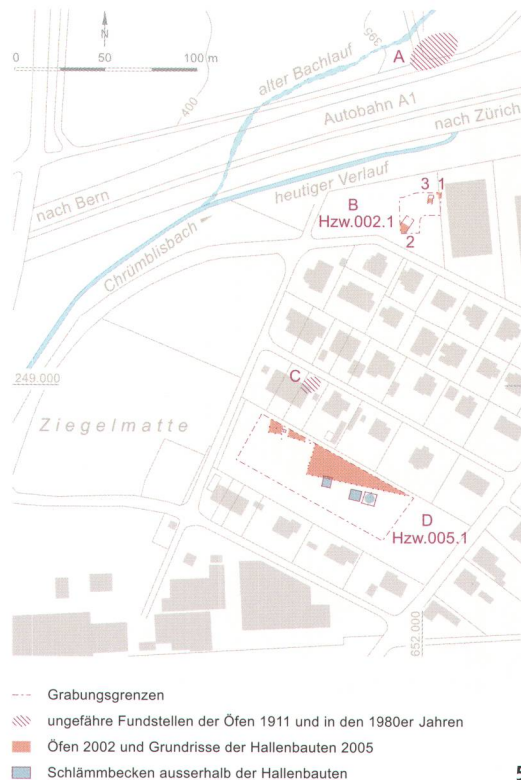 N
0 50 100 m
395
A
alter Bachlauf
400
Autobahn A1
nach Zürich
nach Bern
heutiger Verlauf
3 1
B
Hzw.002.1
2
Chrümblisbach
249.000
C
Ziegelmatte
D
Hzw.005.1
652.000
Grabungsgrenzen
ungefähre Fundstellen der Öfen 1911 und in den 1980er Jahren
Öfen 2002 und Grundrisse der Hallenbauten 2005
Schlämmbecken ausserhalb der Hallenbauten
5